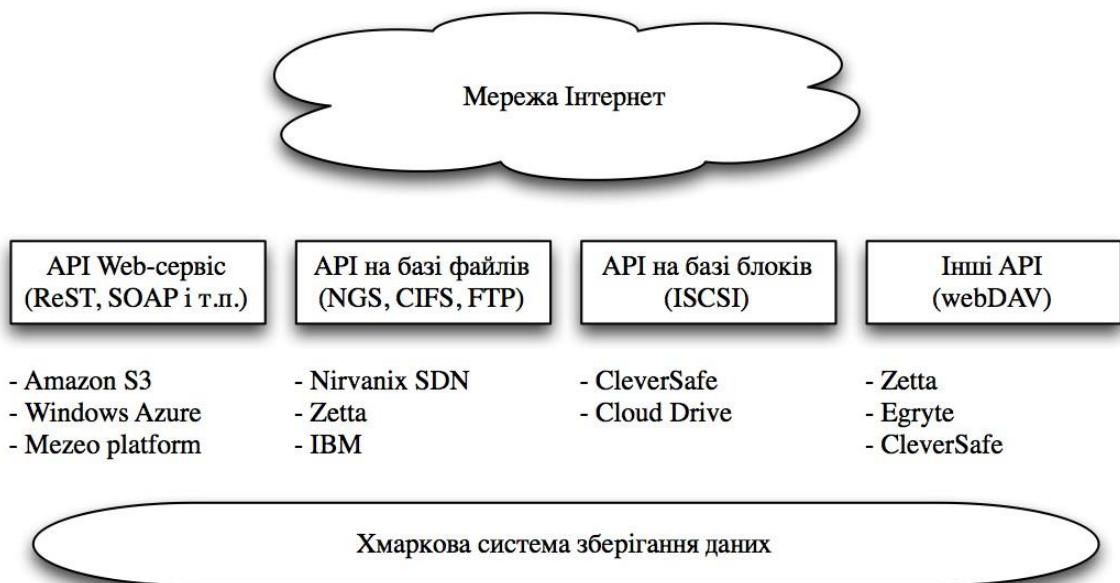 Мережа Інтернет
API Web-сервіс
(ReST, SOAP і т.п.)
- Amazon S3
- Windows Azure
- Mezeo platform
API на базі файлів
(NGS, CIFS, FTP)
- Nirvanix SDN
- Zetta
- IBM
API на базі блоків
(ISCSI)
- CleverSafe
- Cloud Drive
Інші API
(webDAV)
- Zetta
- Egryte
- CleverSafe
Хмаркова система зберігання даних